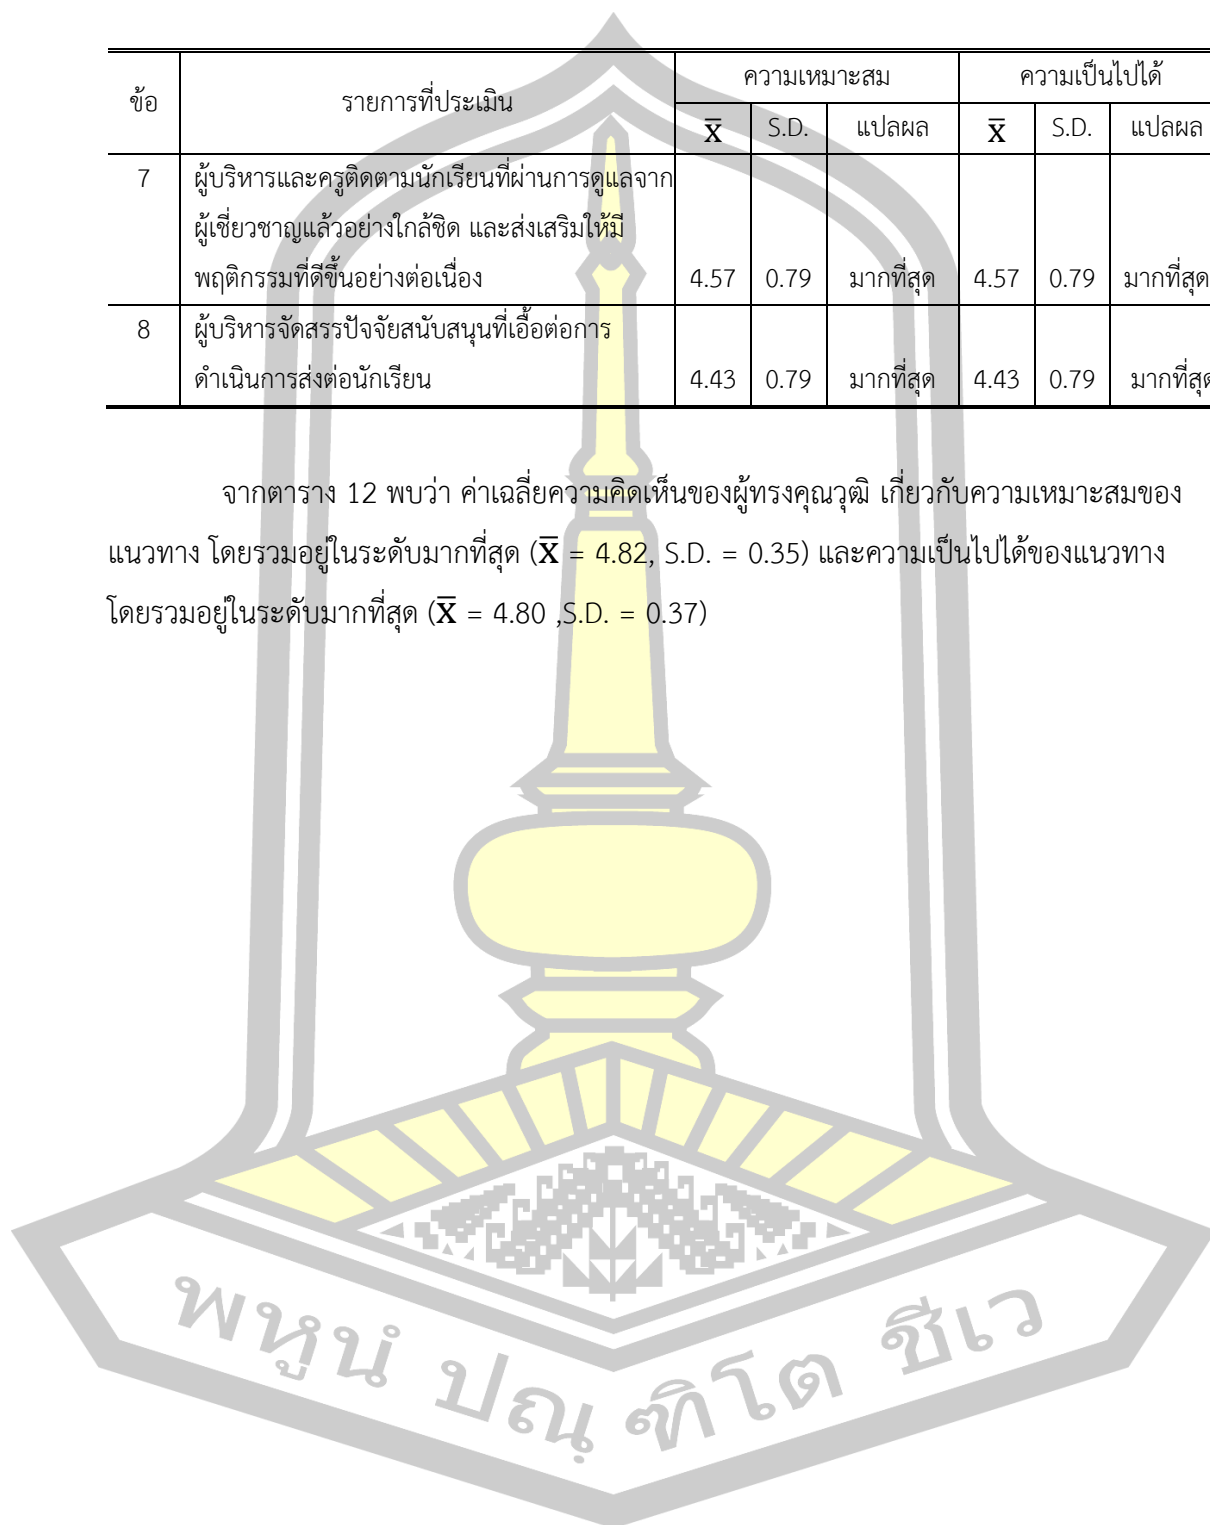 ข้อ รายการที่ประเมิน ความเหมาะสม ความเป็นไปได้
X̅ S.D. แปลผล X̅ S.D. แปลผล
7 ผู้บริหารและครูติดตามนักเรียนที่ผ่านการดูแลจาก
ผู้เชี่ยวชาญแล้วอย่างใกล้ชิด และส่งเสริมให้มี
พฤติกรรมที่ดีขึ้นอย่างต่อเนื่อง 4.57 0.79 มากที่สุด 4.57 0.79 มากที่สุด
8 ผู้บริหารจัดสรรปัจจัยสนับสนุนที่เอื้อต่อการ
ดำเนินการส่งต่อนักเรียน 4.43 0.79 มากที่สุด 4.43 0.79 มากที่สุด
จากตาราง 12 พบว่า ค่าเฉลี่ยความคิดเห็นของผู้ทรงคุณวุฒิ เกี่ยวกับความเหมาะสมของ
แนวทาง โดยรวมอยู่ในระดับมากที่สุด (X̅ = 4.82, S.D. = 0.35) และความเป็นไปได้ของแนวทาง
โดยรวมอยู่ในระดับมากที่สุด (X̅ = 4.80 ,S.D. = 0.37)
พหูนํ ปณฺ ฑิโต ชีเว